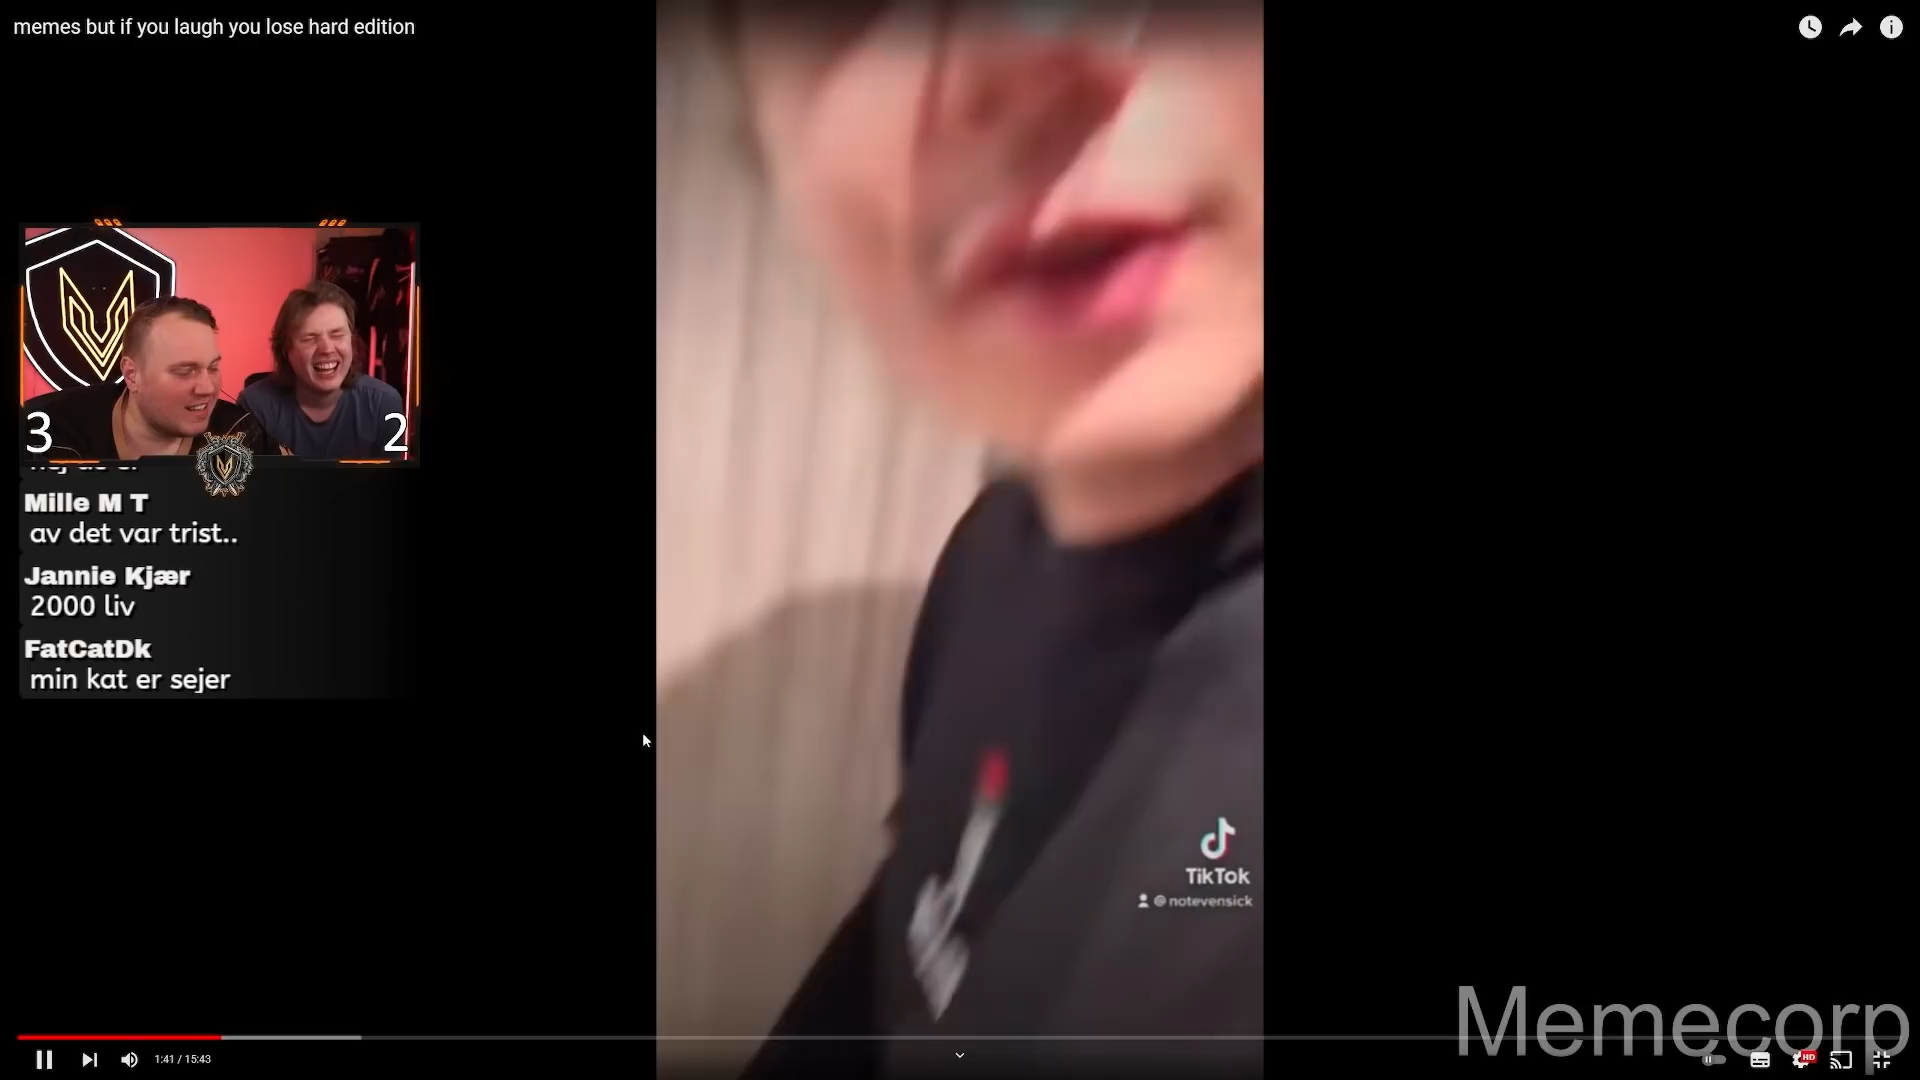 memes but if you laugh you lose hard edition
3
2
Mille M T
av det var trist..
Jannie Kjær
2000 liv
FatCatDk
min kat er sejer
TikTok
@notevensick
Memecorp
1:41 / 15:43
HD